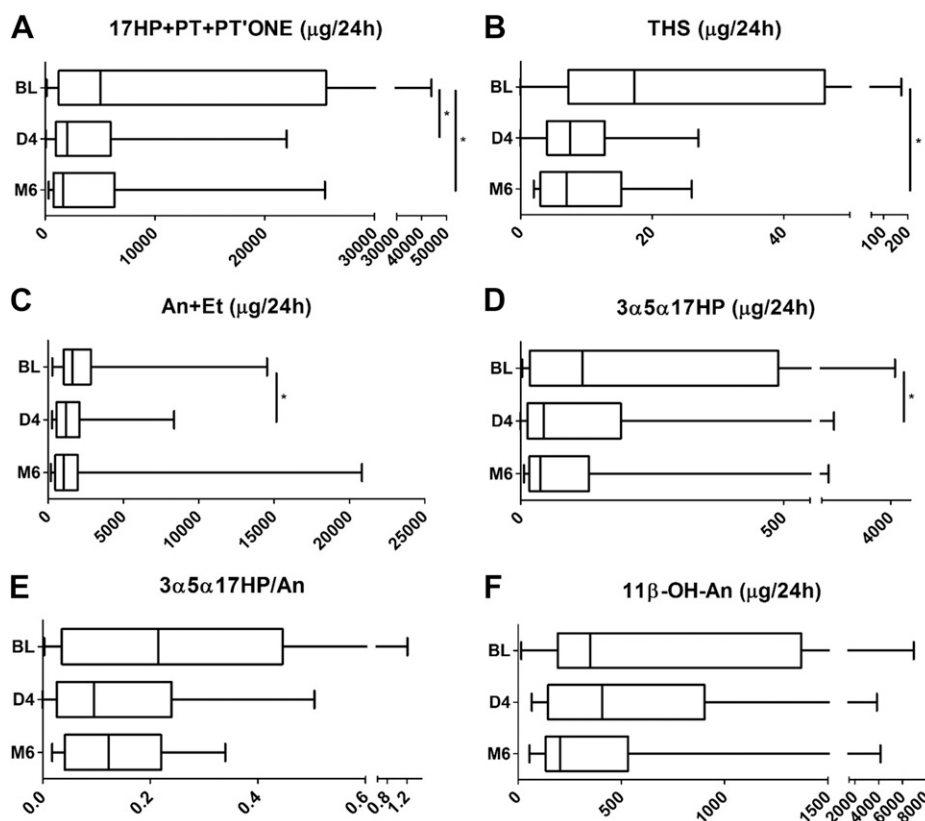 A 17HP+PT+PT'ONE (μg/24h)
BL
*
*
D4
M6
0 10000 20000 30000 30000 40000 50000
B THS (μg/24h)
BL
*
D4
M6
0 20 40 100 200
C An+Et (μg/24h)
BL
*
D4
M6
0 5000 10000 15000 20000 25000
D 3α5α17HP (μg/24h)
BL
*
D4
M6
0 500 4000
E 3α5α17HP/An
BL
D4
M6
0.0 0.2 0.4 0.6 0.8 1.2
F 11β-OH-An (μg/24h)
BL
D4
M6
0 500 1000 1500 2000 4000 6000 8000